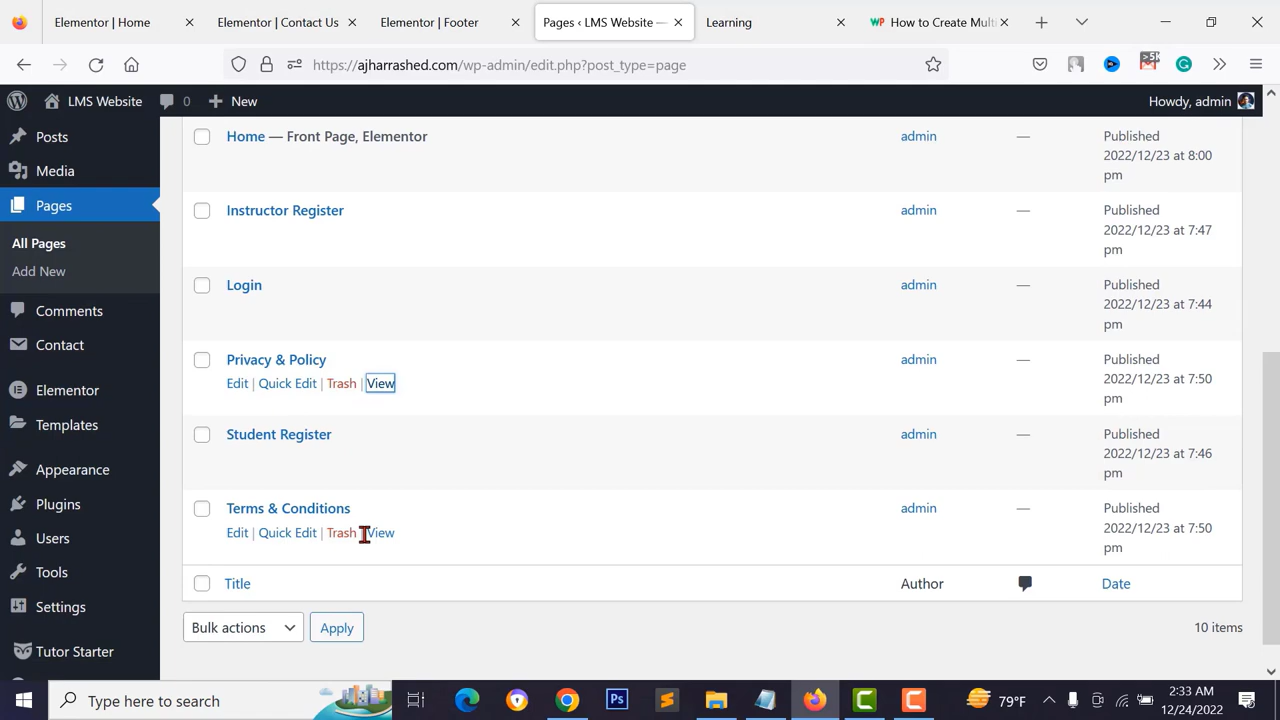 Elementor | Home
Elementor | Contact Us
Elementor | Footer
Pages ‹ LMS Website —
Learning
How to Create Multi
https://ajharrashed.com/wp-admin/edit.php?post_type=page
>5K
LMS Website
0
New
Howdy, admin
Posts
Media
Pages
All Pages
Add New
Comments
Contact
Elementor
Templates
Appearance
Plugins
Users
Tools
Settings
Tutor Starter
Home — Front Page, Elementor
admin
—
Published
2022/12/23 at 8:00
pm
Instructor Register
admin
—
Published
2022/12/23 at 7:47
pm
Login
admin
—
Published
2022/12/23 at 7:44
pm
Privacy & Policy
Edit | Quick Edit | Trash | View
admin
—
Published
2022/12/23 at 7:50
pm
Student Register
admin
—
Published
2022/12/23 at 7:46
pm
Terms & Conditions
Edit | Quick Edit | Trash | View
admin
—
Published
2022/12/23 at 7:50
pm
Title
Author
Date
Bulk actions
Apply
10 items
Type here to search
Ps
79°F
2:33 AM
12/24/2022